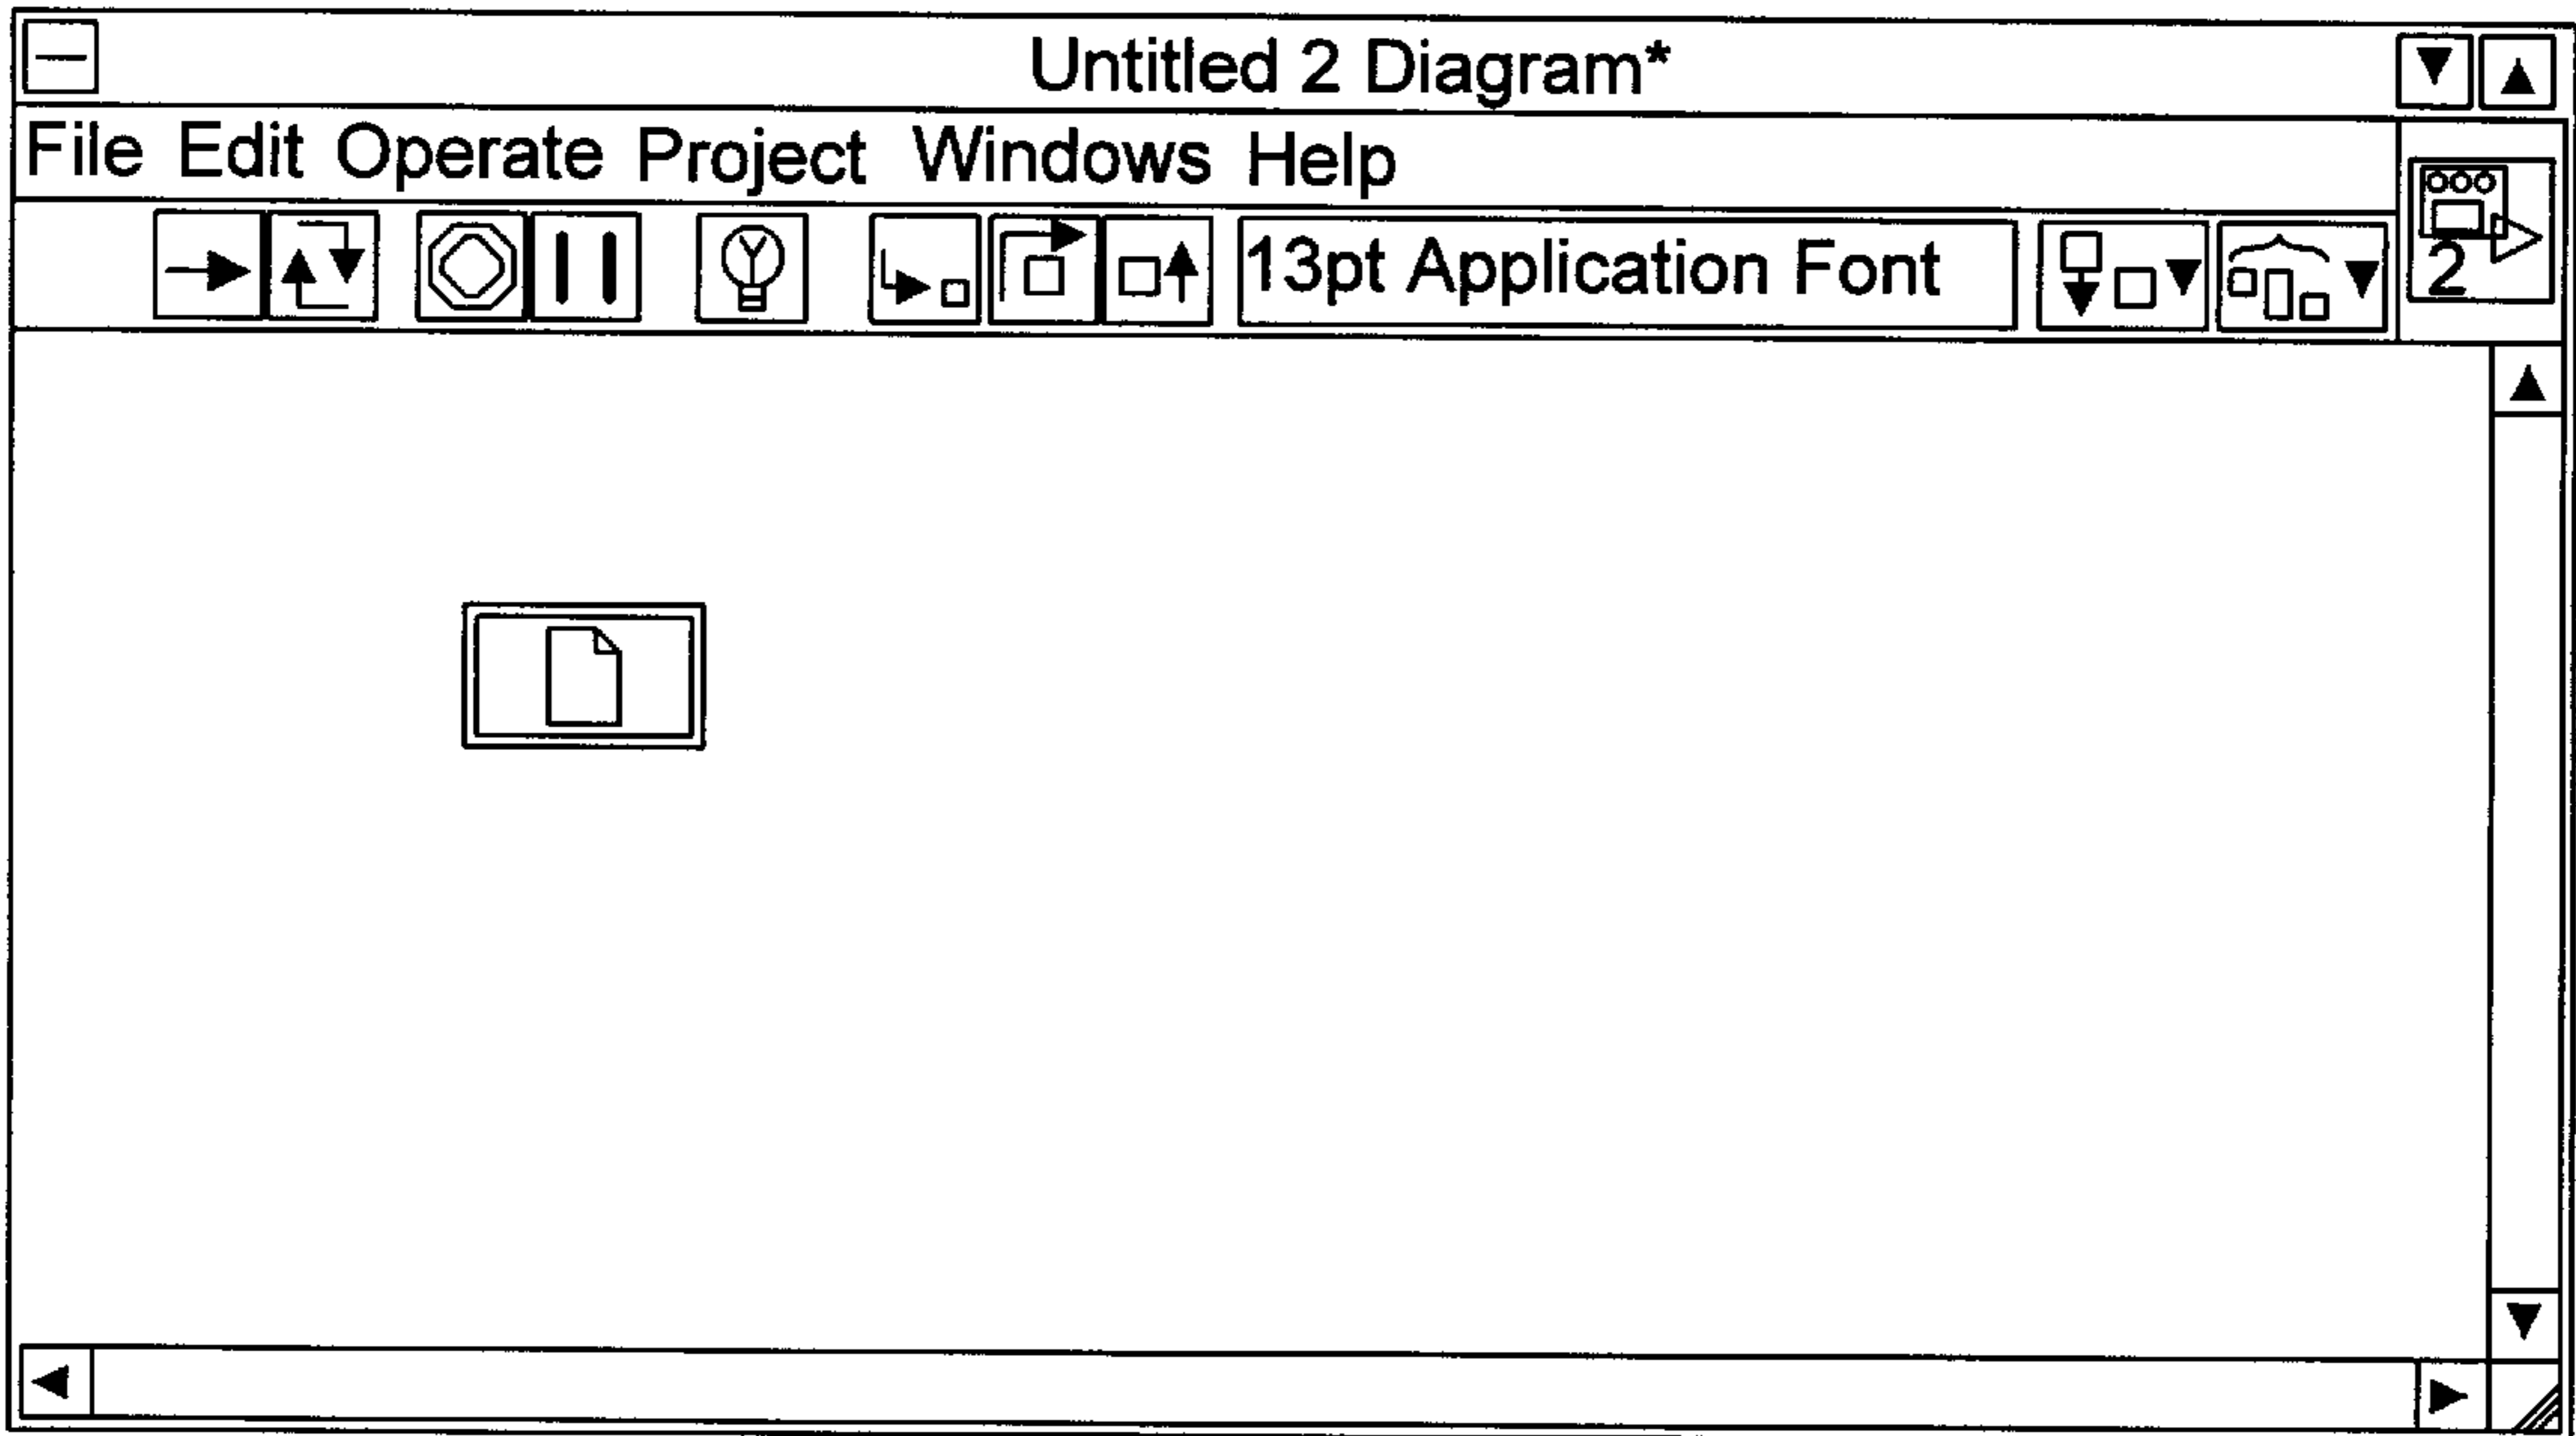 Untitled 2 Diagram*
File Edit Operate Project Windows Help
13pt Application Font
2